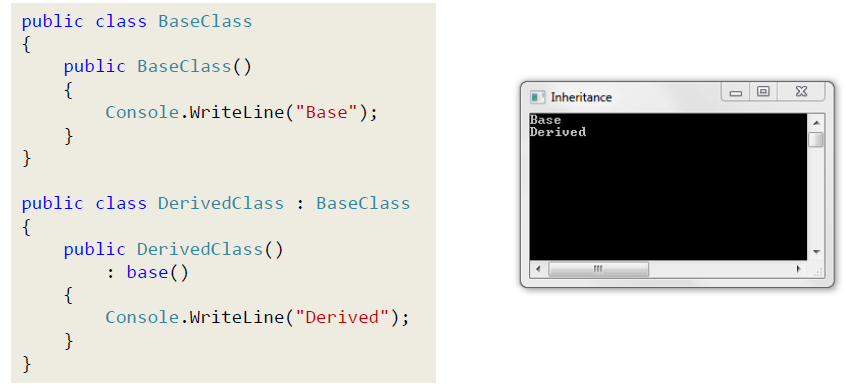 public class BaseClass
{
    public BaseClass()
    {
        Console.WriteLine("Base");
    }
}
public class DerivedClass : BaseClass
{
    public DerivedClass()
        : base()
    {
        Console.WriteLine("Derived");
    }
}
Inheritance
Base
Derived